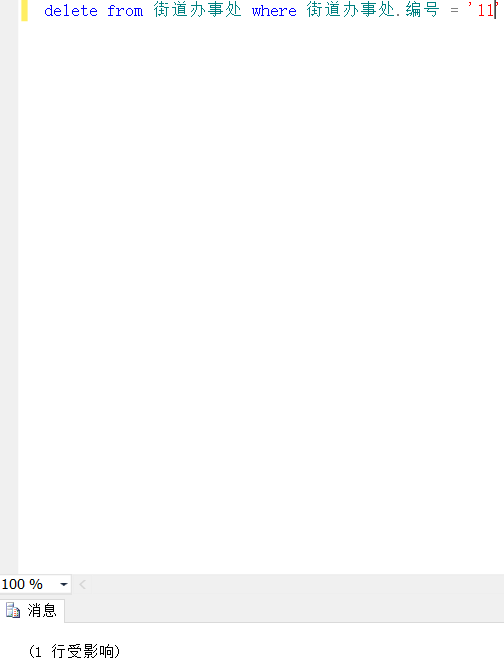 delete from 街道办事处 where 街道办事处.编号 = '11'
100 %
消息
(1 行受影响)